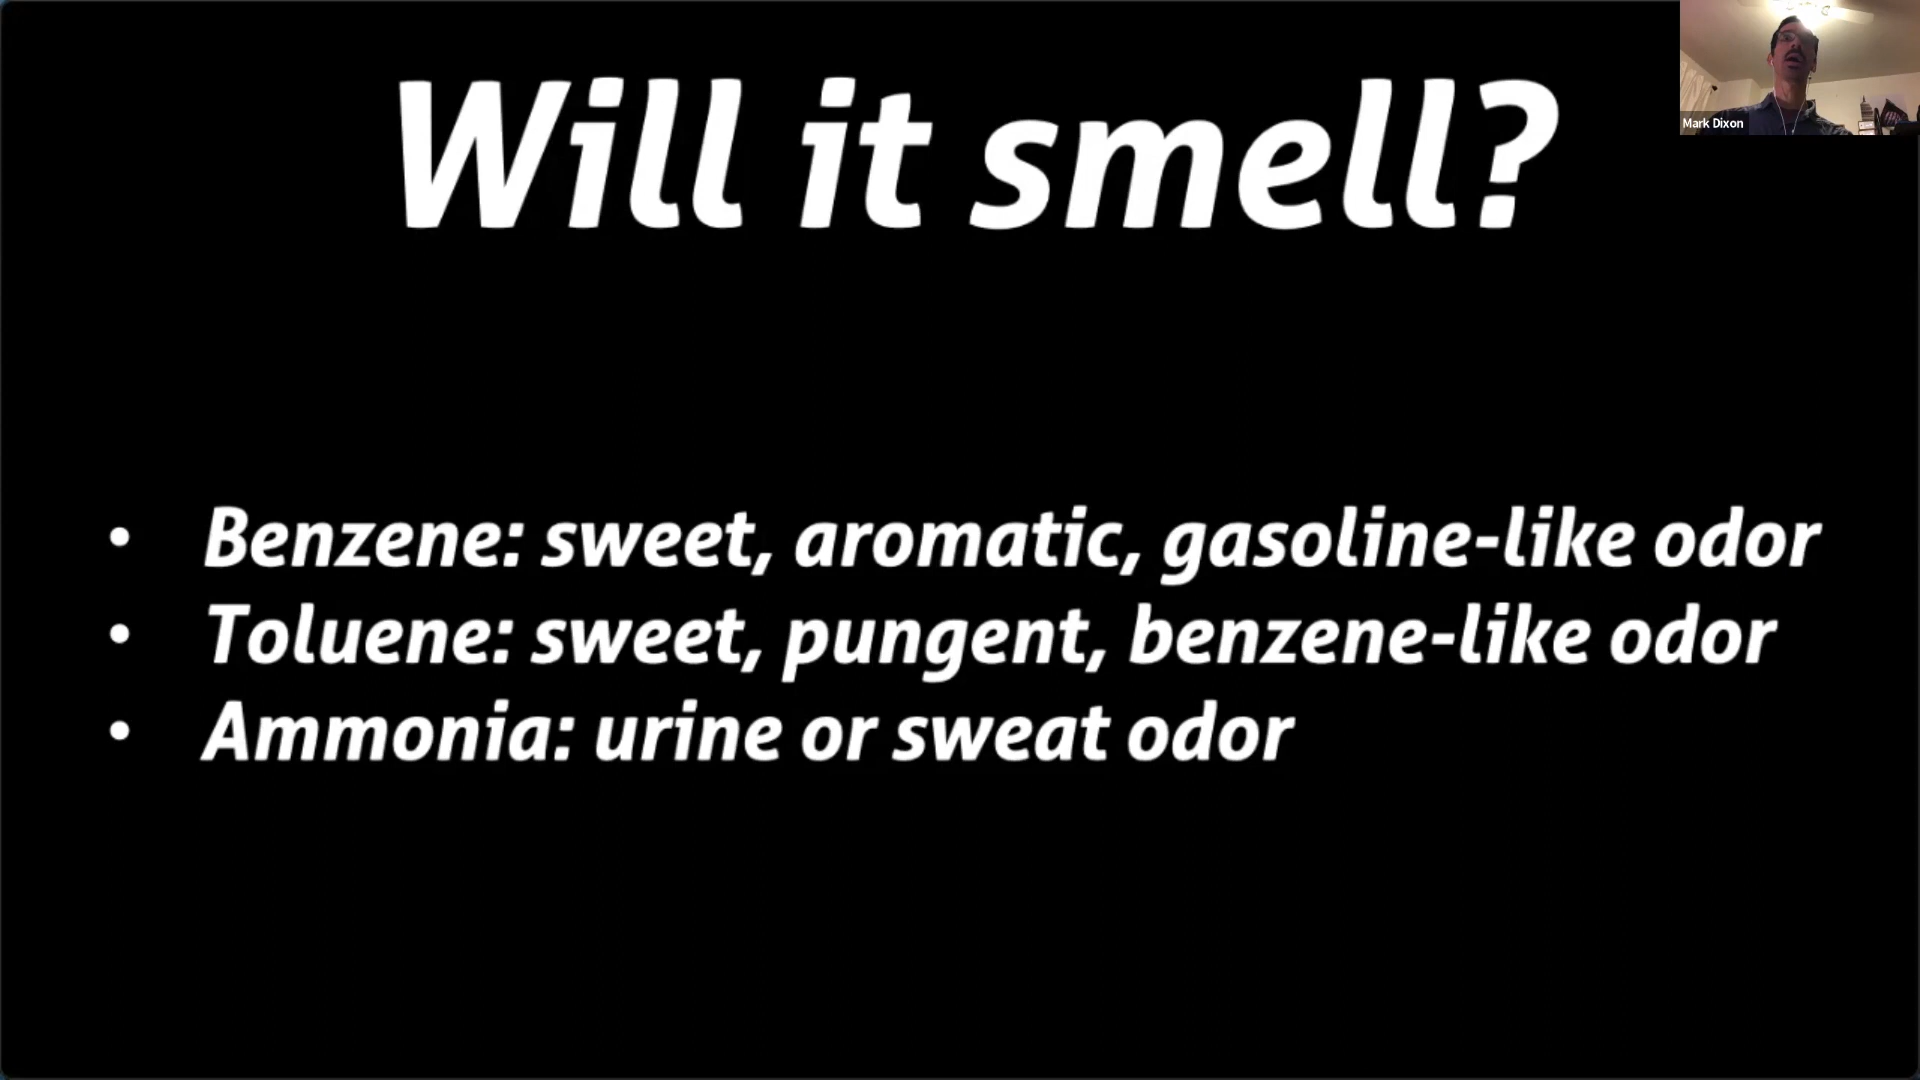 Will it smell?
Mark Dixon
• Benzene: sweet, aromatic, gasoline-like odor
• Toluene: sweet, pungent, benzene-like odor
• Ammonia: urine or sweat odor